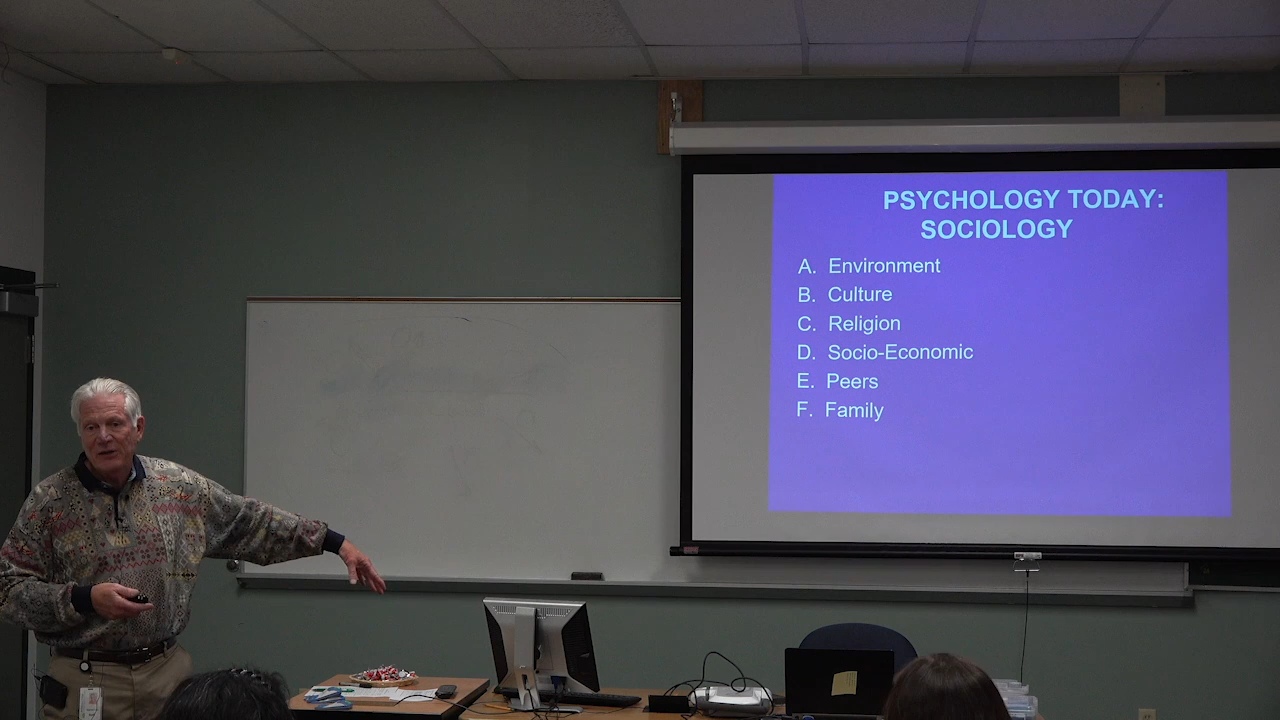 PSYCHOLOGY TODAY:
SOCIOLOGY
A. Environment
B. Culture
C. Religion
D. Socio-Economic
E. Peers
F. Family